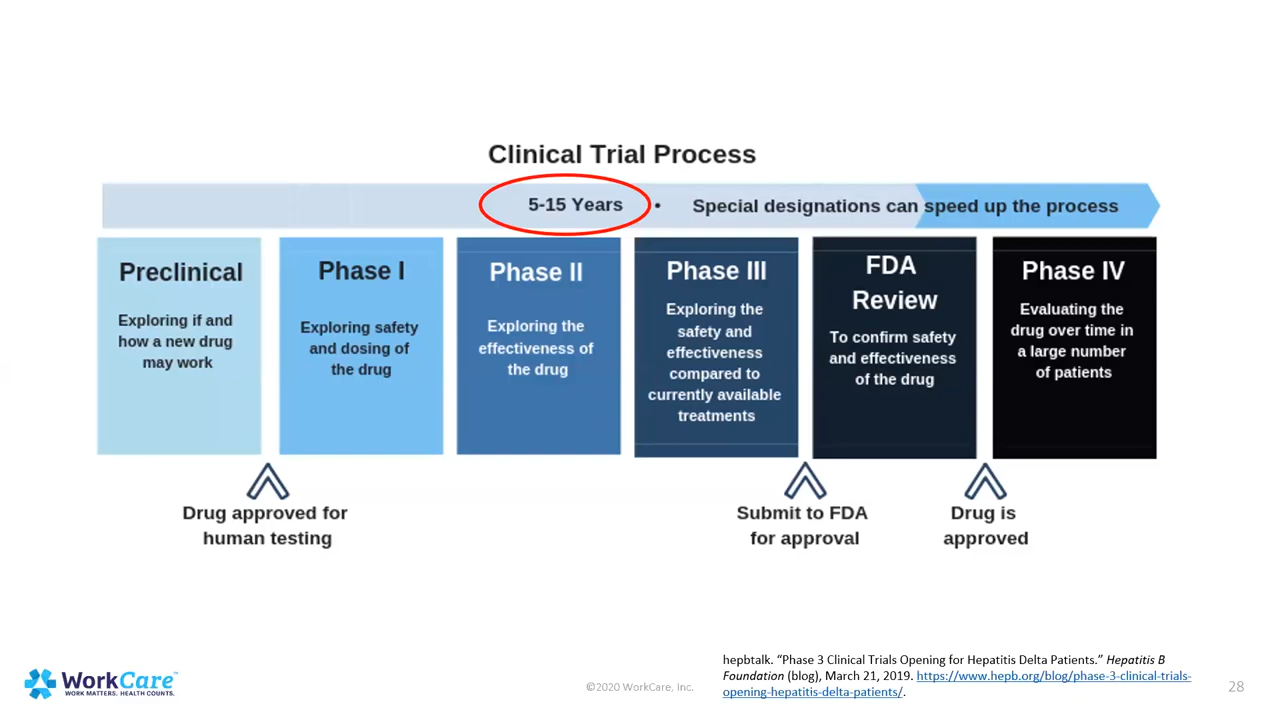 Clinical Trial Process
5-15 Years • Special designations can speed up the process
Preclinical
Exploring if and
how a new drug
may work
Phase I
Exploring safety
and dosing of
the drug
Phase II
Exploring the
effectiveness of
the drug
Phase III
Exploring the
safety and
effectiveness
compared to
currently available
treatments
FDA
Review
To confirm safety
and effectiveness
of the drug
Phase IV
Evaluating the
drug over time in
a large number
of patients
Drug approved for
human testing
Submit to FDA
for approval
Drug is
approved
WorkCare™
WORK MATTERS. HEALTH COUNTS.
©2020 WorkCare, Inc.
hepbtalk. “Phase 3 Clinical Trials Opening for Hepatitis Delta Patients.” Hepatitis B
Foundation (blog), March 21, 2019. https://www.hepb.org/blog/phase-3-clinical-trials-
opening-hepatitis-delta-patients/.
28